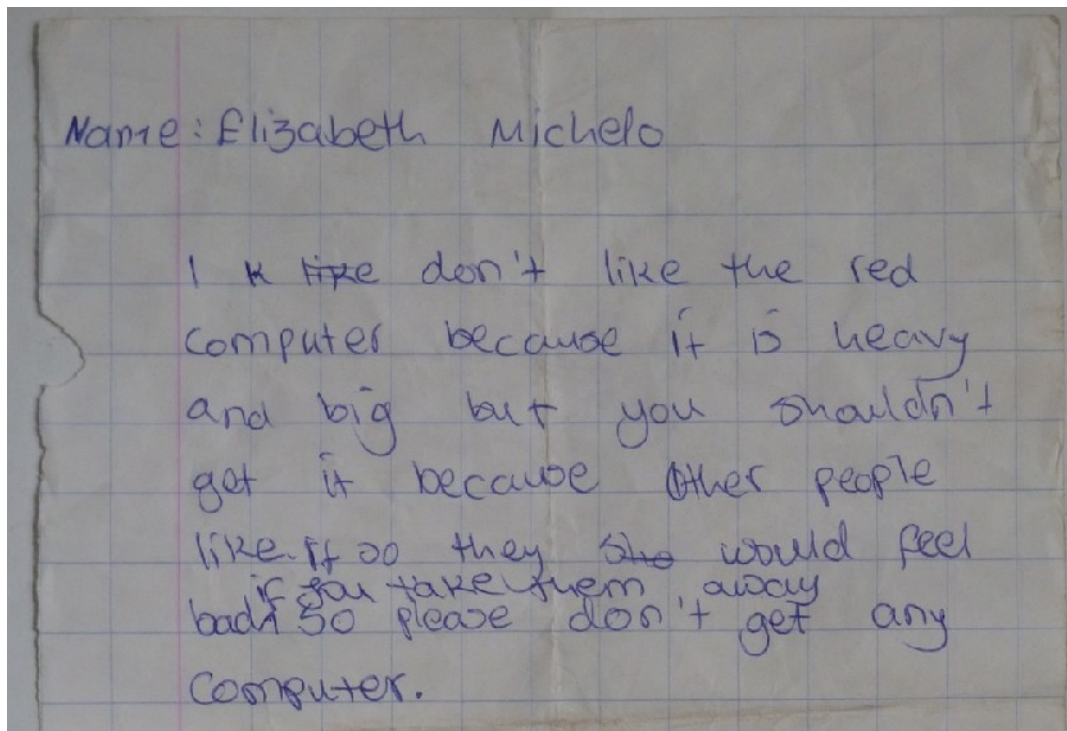 Name: Elizabeth Michelo
I k like don't like the red
computer because it is heavy
and big but you shouldn't
get it because other people
like it so they sho would feel
if you take them away
bad so please don't get any
computer.